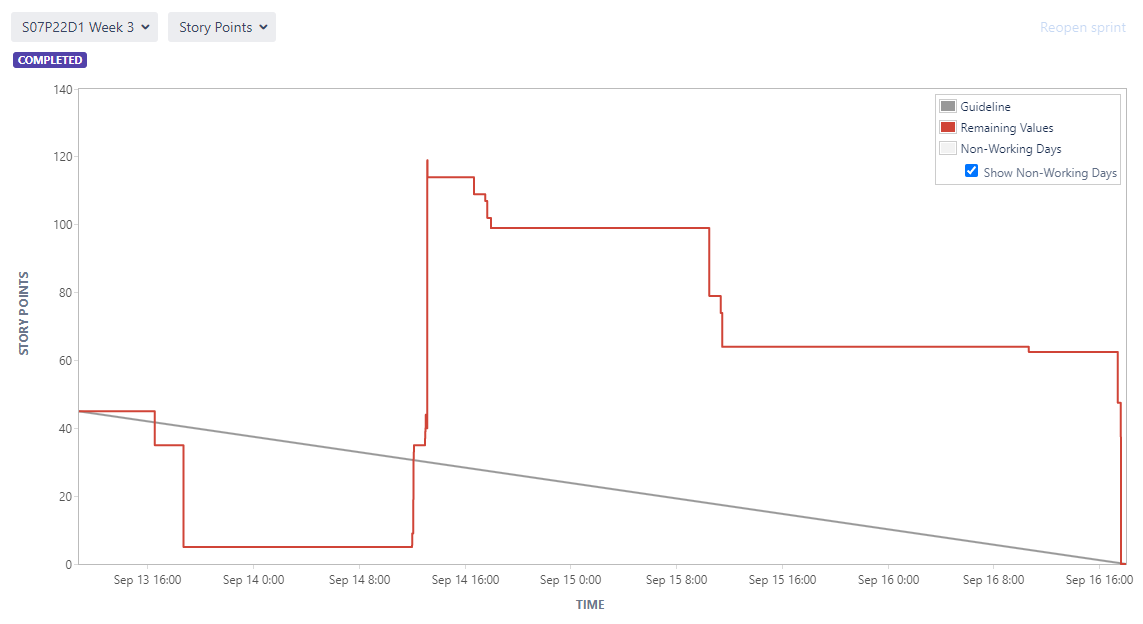 S07P22D1 Week 3 Story Points Reopen sprint
COMPLETED
140
120
100
80
60
40
20
0
STORY POINTS
Guideline
Remaining Values
Non-Working Days
Show Non-Working Days
Sep 13 16:00 Sep 14 0:00 Sep 14 8:00 Sep 14 16:00 Sep 15 0:00 Sep 15 8:00 Sep 15 16:00 Sep 16 0:00 Sep 16 8:00 Sep 16 16:00
TIME